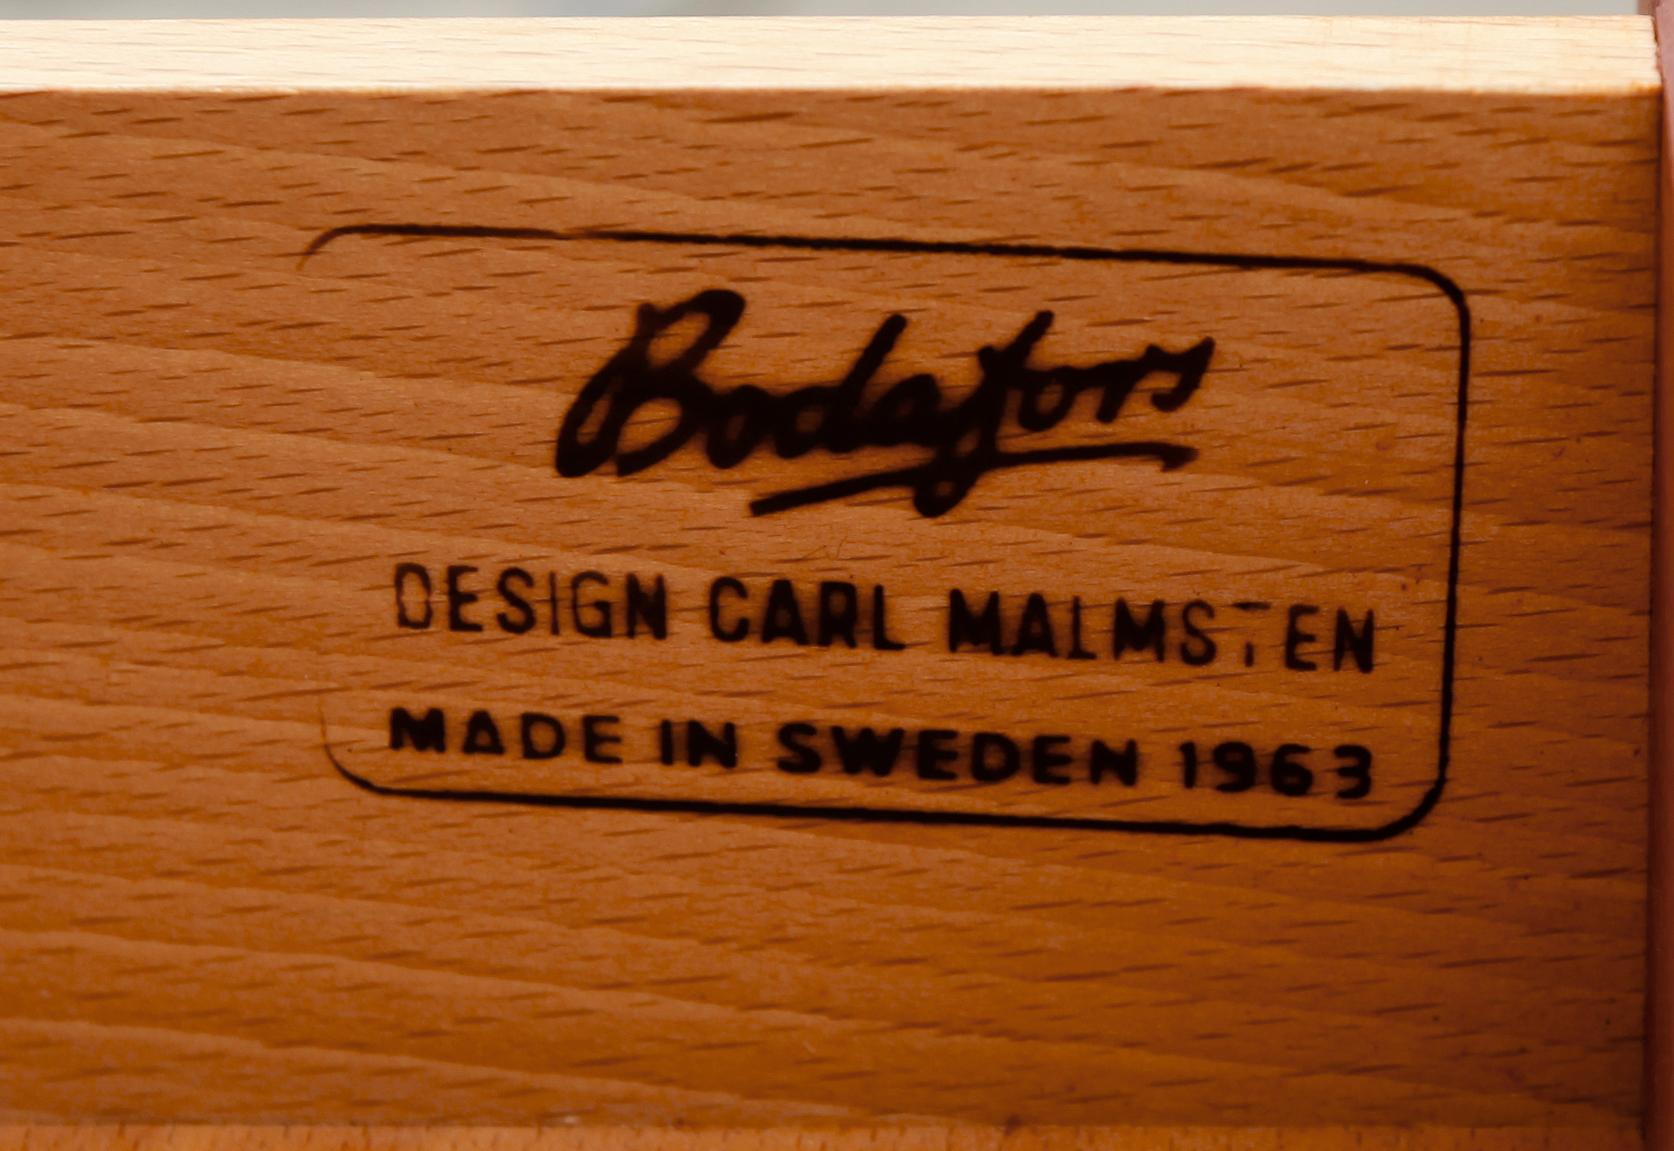 Bodafors
DESIGN CARL MALMSTEN
MADE IN SWEDEN 1963